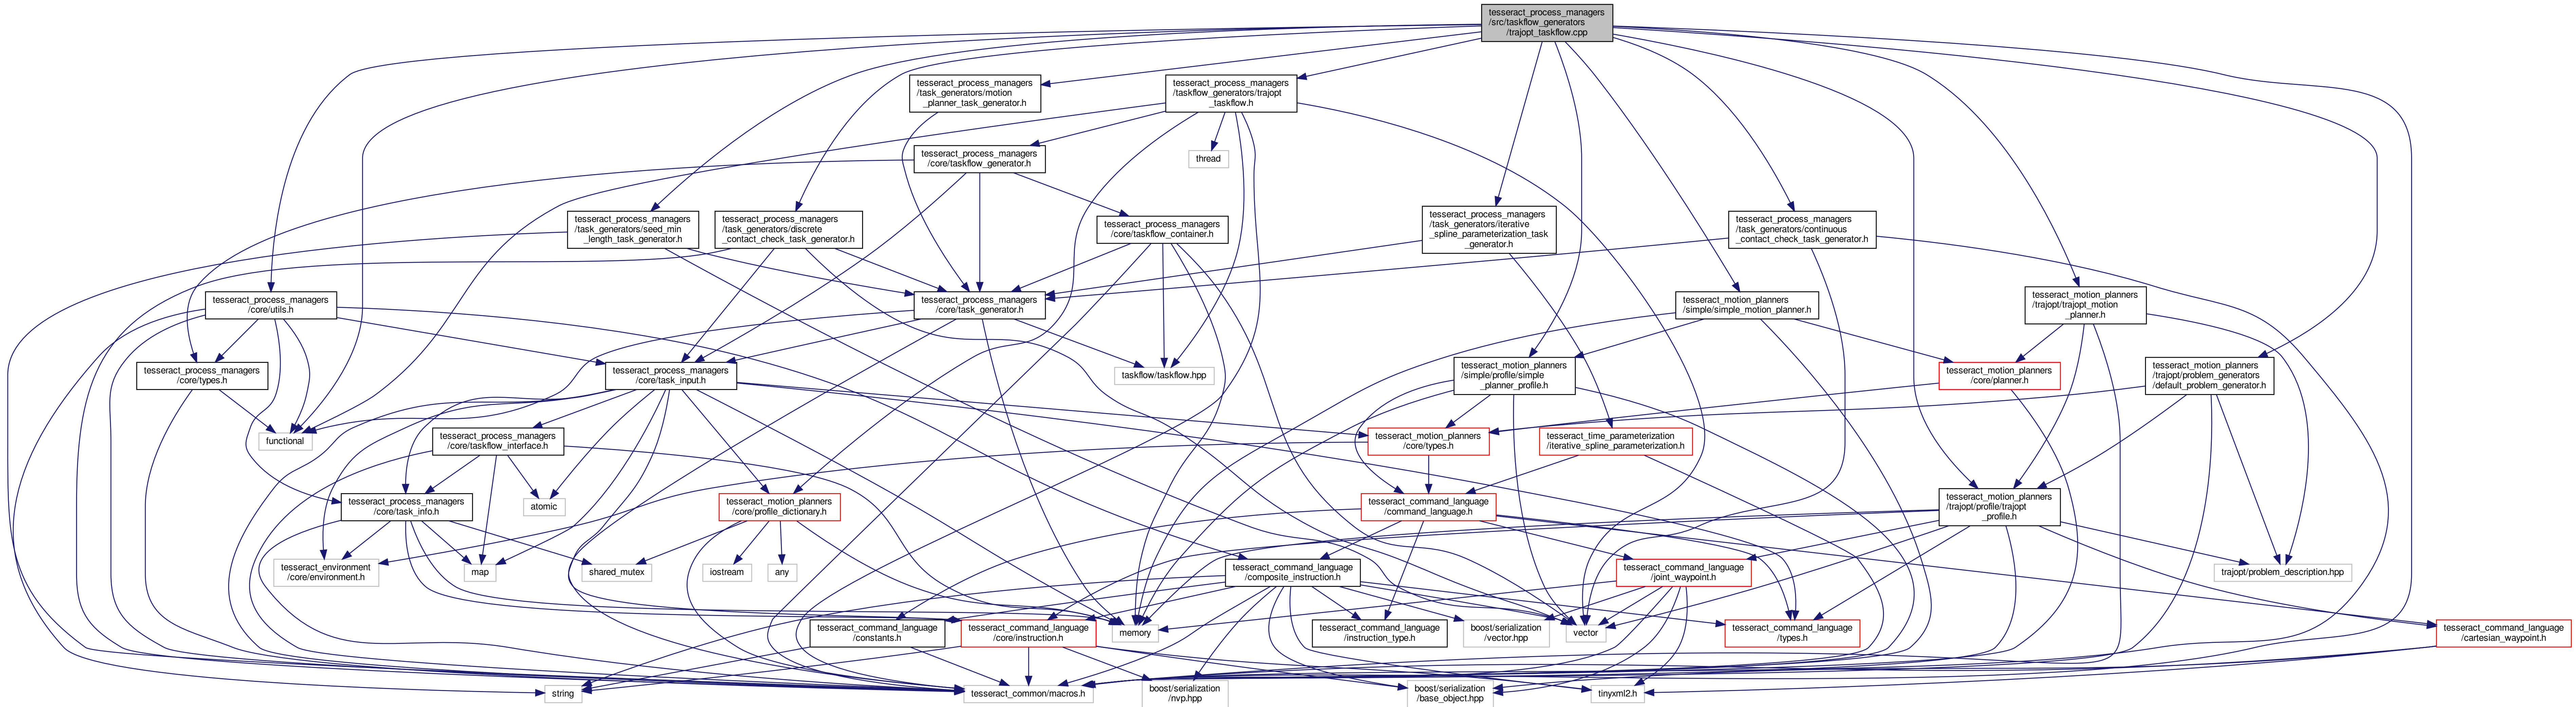 tesseract_process_managers
/src/taskflow_generators
/trajopt_taskflow.cpp
tesseract_process_managers
/task_generators/motion
_planner_task_generator.h
tesseract_process_managers
/taskflow_generators/trajopt
_taskflow.h
tesseract_process_managers
/core/taskflow_generator.h
thread
tesseract_process_managers
/task_generators/seed_min
_length_task_generator.h
tesseract_process_managers
/task_generators/discrete
_contact_check_task_generator.h
tesseract_process_managers
/core/taskflow_container.h
tesseract_process_managers
/task_generators/iterative
_spline_parameterization_task
_generator.h
tesseract_process_managers
/task_generators/continuous
_contact_check_task_generator.h
tesseract_process_managers
/core/utils.h
tesseract_process_managers
/core/task_generator.h
tesseract_motion_planners
/simple/simple_motion_planner.h
tesseract_motion_planners
/trajopt/trajopt_motion
_planner.h
tesseract_process_managers
/core/types.h
tesseract_process_managers
/core/task_input.h
taskflow/taskflow.hpp
tesseract_motion_planners
/simple/profile/simple
_planner_profile.h
tesseract_motion_planners
/core/planner.h
tesseract_motion_planners
/trajopt/problem_generators
/default_problem_generator.h
functional
tesseract_process_managers
/core/taskflow_interface.h
tesseract_motion_planners
/core/types.h
tesseract_time_parameterization
/iterative_spline_parameterization.h
tesseract_process_managers
/core/task_info.h
atomic
tesseract_motion_planners
/core/profile_dictionary.h
tesseract_command_language
/command_language.h
tesseract_motion_planners
/trajopt/profile/trajopt
_profile.h
tesseract_environment
/core/environment.h
map
shared_mutex
iostream
any
tesseract_command_language
/composite_instruction.h
tesseract_command_language
/joint_waypoint.h
trajopt/problem_description.hpp
tesseract_command_language
/constants.h
tesseract_command_language
/core/instruction.h
memory
tesseract_command_language
/instruction_type.h
boost/serialization
/vector.hpp
vector
tesseract_command_language
/types.h
tesseract_command_language
/cartesian_waypoint.h
string
tesseract_common/macros.h
boost/serialization
/nvp.hpp
boost/serialization
/base_object.hpp
tinyxml2.h